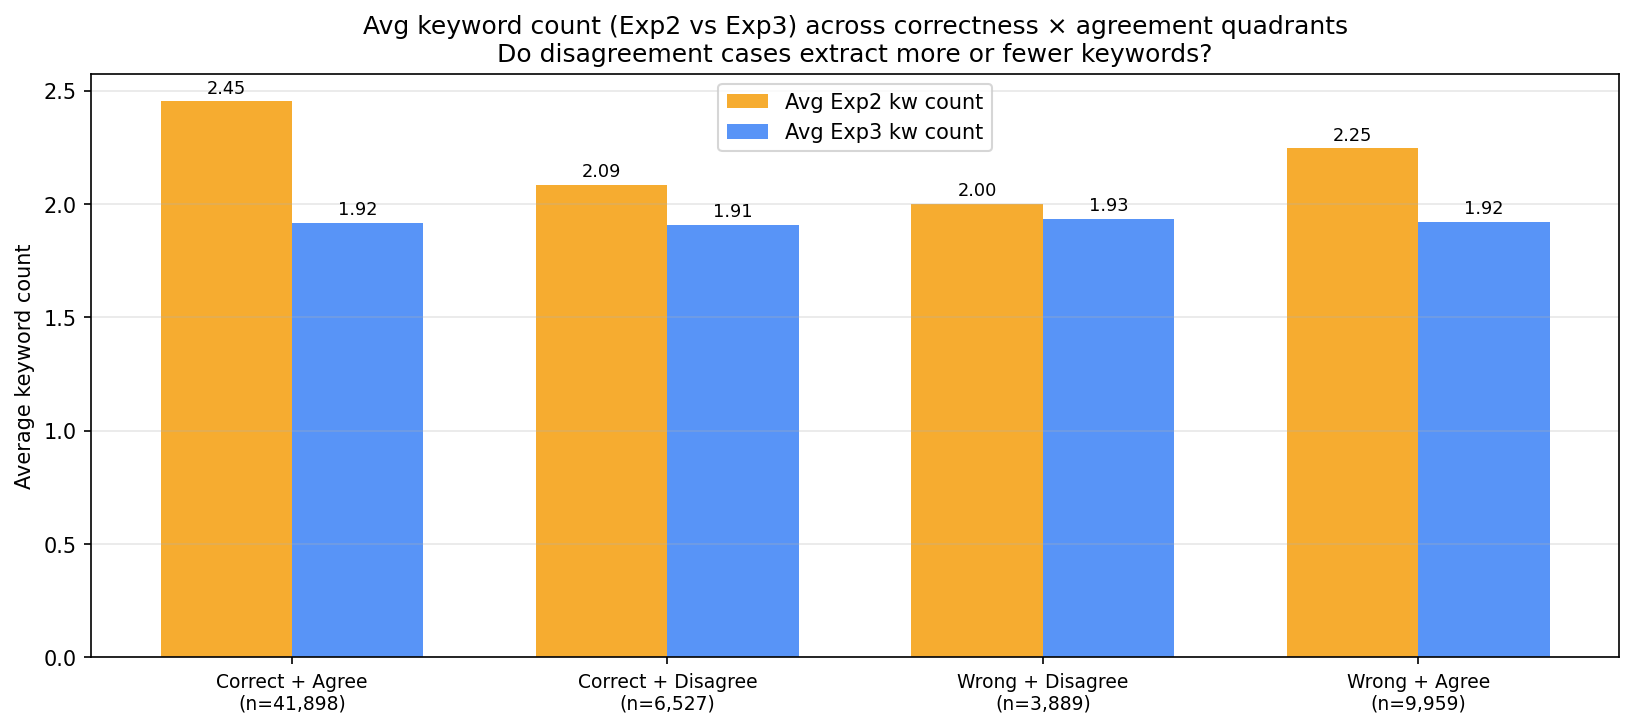 Avg keyword count (Exp2 vs Exp3) across correctness × agreement quadrants
Do disagreement cases extract more or fewer keywords?
Avg Exp2 kw count
Avg Exp3 kw count
Average keyword count
2.5
2.0
1.5
1.0
0.5
0.0
2.45
1.92
2.09
1.91
2.00
1.93
2.25
1.92
Correct + Agree
(n=41,898)
Correct + Disagree
(n=6,527)
Wrong + Disagree
(n=3,889)
Wrong + Agree
(n=9,959)